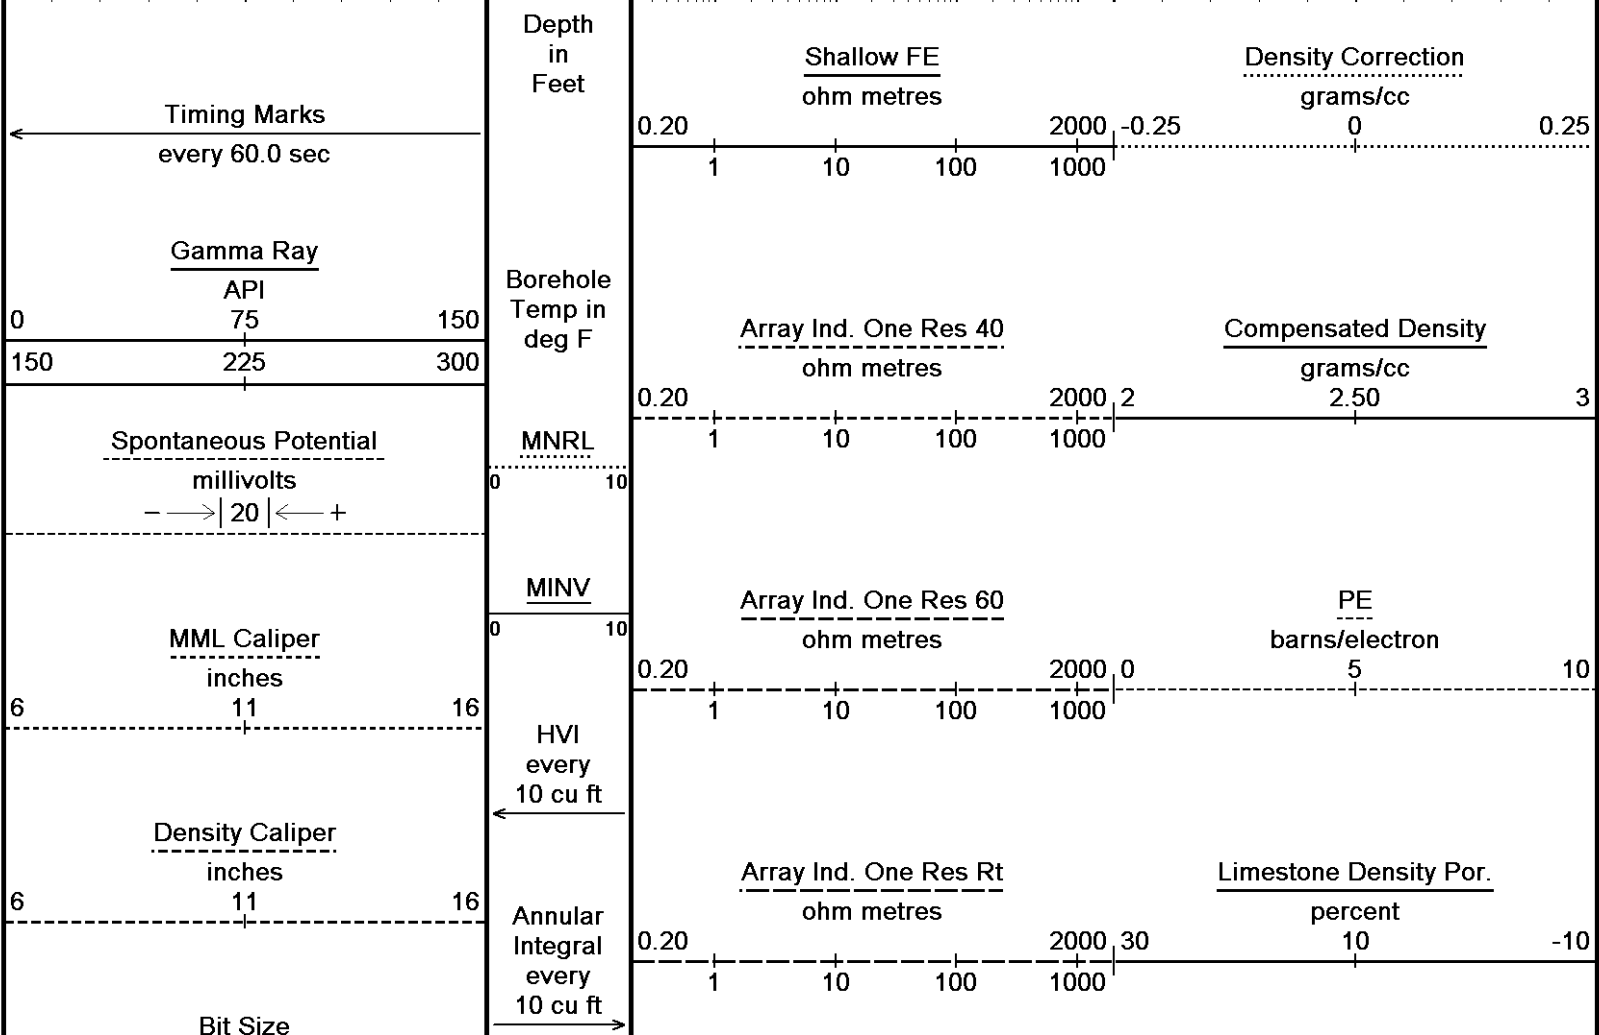 Timing Marks
every 60.0 sec
Gamma Ray
API
0 75 150
150 225 300
Spontaneous Potential
millivolts
− 20 +
MML Caliper
inches
6 11 16
Density Caliper
inches
6 11 16
Bit Size
Depth
in
Feet
Borehole
Temp in
deg F
MNRL
0 10
MINV
0 10
HVI
every
10 cu ft
Annular
Integral
every
10 cu ft
Shallow FE
ohm metres
0.20 2000
1 10 100 1000
Array Ind. One Res 40
ohm metres
0.20 2000
1 10 100 1000
Array Ind. One Res 60
ohm metres
0.20 2000
1 10 100 1000
Array Ind. One Res Rt
ohm metres
0.20 2000
1 10 100 1000
Density Correction
grams/cc
-0.25 0 0.25
Compensated Density
grams/cc
2 2.50 3
PE
barns/electron
0 5 10
Limestone Density Por.
percent
30 10 -10